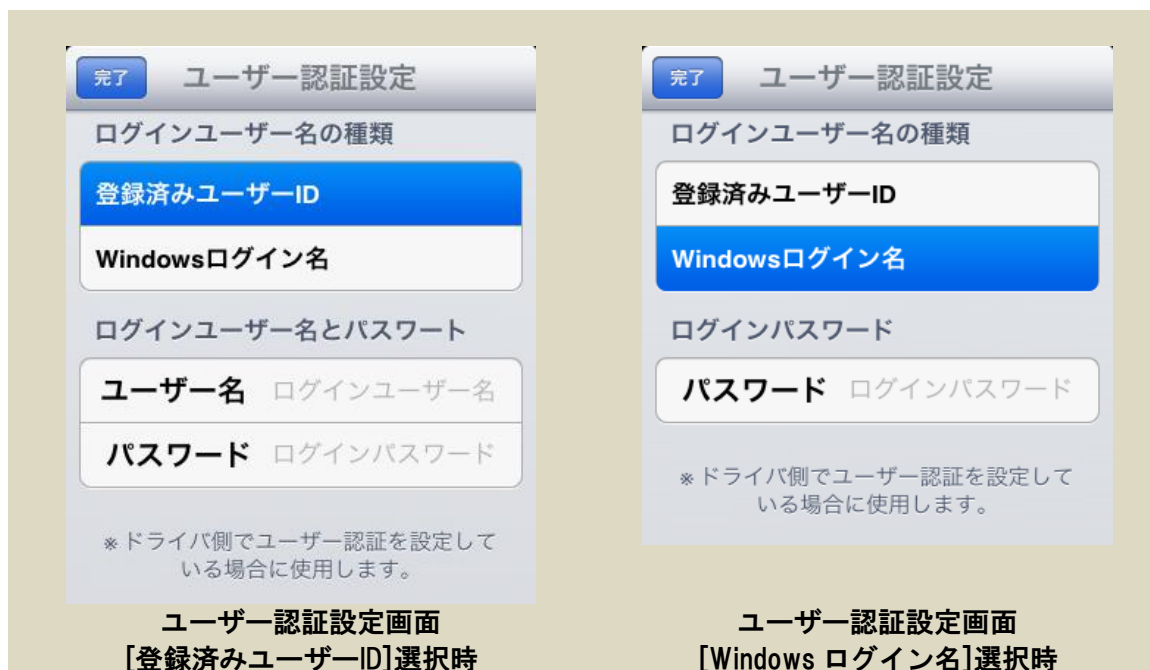 完了 ユーザー認証設定
ログインユーザー名の種類
登録済みユーザーID
Windowsログイン名
ログインユーザー名とパスワート
ユーザー名 ログインユーザー名
パスワード ログインパスワード
※ドライバ側でユーザー認証を設定して
いる場合に使用します。
ユーザー認証設定画面
[登録済みユーザーID]選択時
完了 ユーザー認証設定
ログインユーザー名の種類
登録済みユーザーID
Windowsログイン名
ログインパスワード
パスワード ログインパスワード
※ドライバ側でユーザー認証を設定して
いる場合に使用します。
ユーザー認証設定画面
[Windows ログイン名]選択時